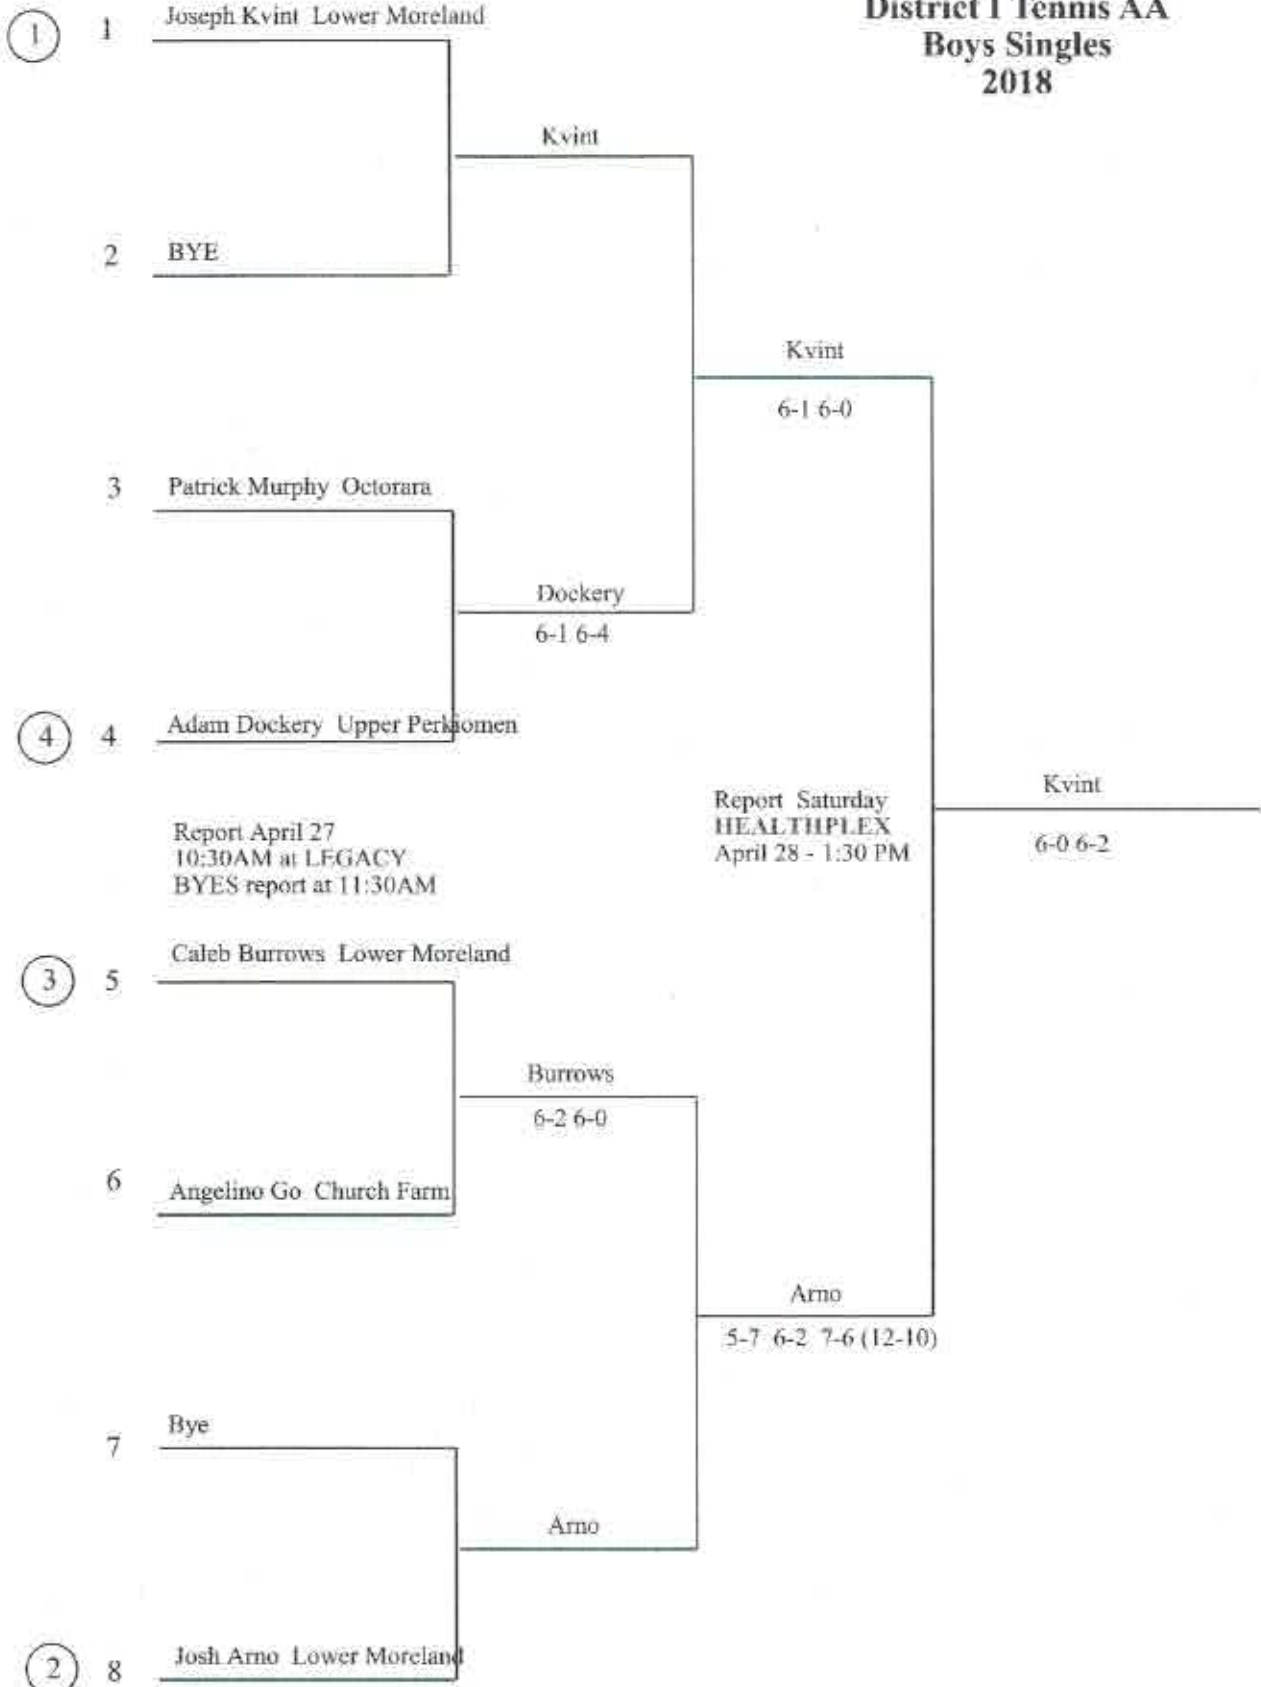 District 1 Tennis AA
Boys Singles
2018
1 1 Joseph Kvint Lower Moreland
Kvint
2 BYE
Kvint
6-1 6-0
3 Patrick Murphy Octorara
Dockery
6-1 6-4
4 4 Adam Dockery Upper Perkiomen
Kvint
6-0 6-2
Report Saturday
HEALTHPLEX
April 28 - 1:30 PM
Report April 27
10:30AM at LEGACY
BYES report at 11:30AM
3 5 Caleb Burrows Lower Moreland
Burrows
6-2 6-0
6 Angelino Go Church Farm
Arno
5-7 6-2 7-6 (12-10)
7 Bye
Arno
2 8 Josh Arno Lower Moreland